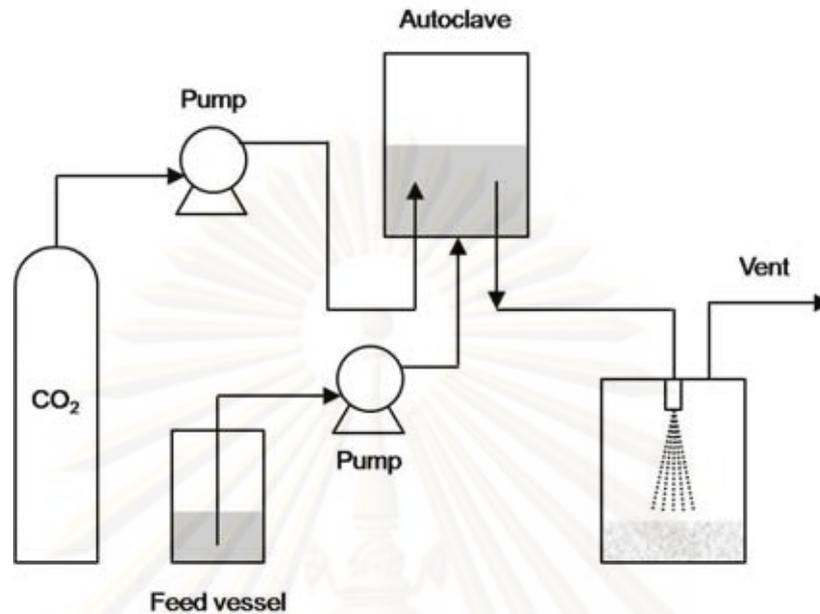 Autoclave
Pump
Vent
CO₂
Pump
Feed vessel